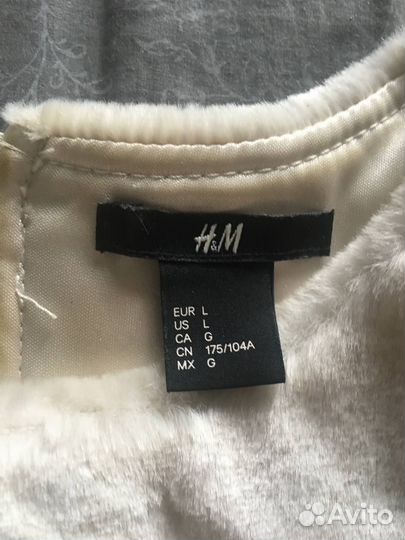 H&M
EUR L
US L
CA G
CN 175/104A
MX G
Avito